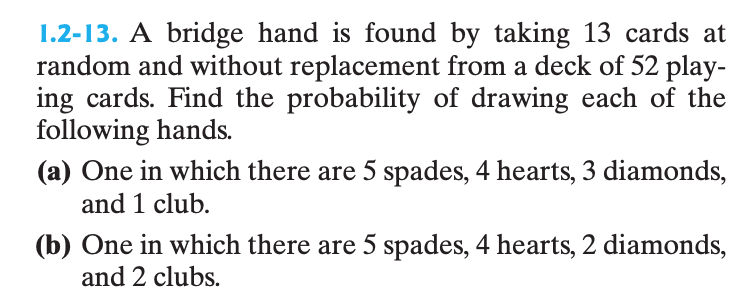 1.2-13. A bridge hand is found by taking 13 cards at
random and without replacement from a deck of 52 play-
ing cards. Find the probability of drawing each of the
following hands.
(a) One in which there are 5 spades, 4 hearts, 3 diamonds,
and 1 club.
(b) One in which there are 5 spades, 4 hearts, 2 diamonds,
and 2 clubs.